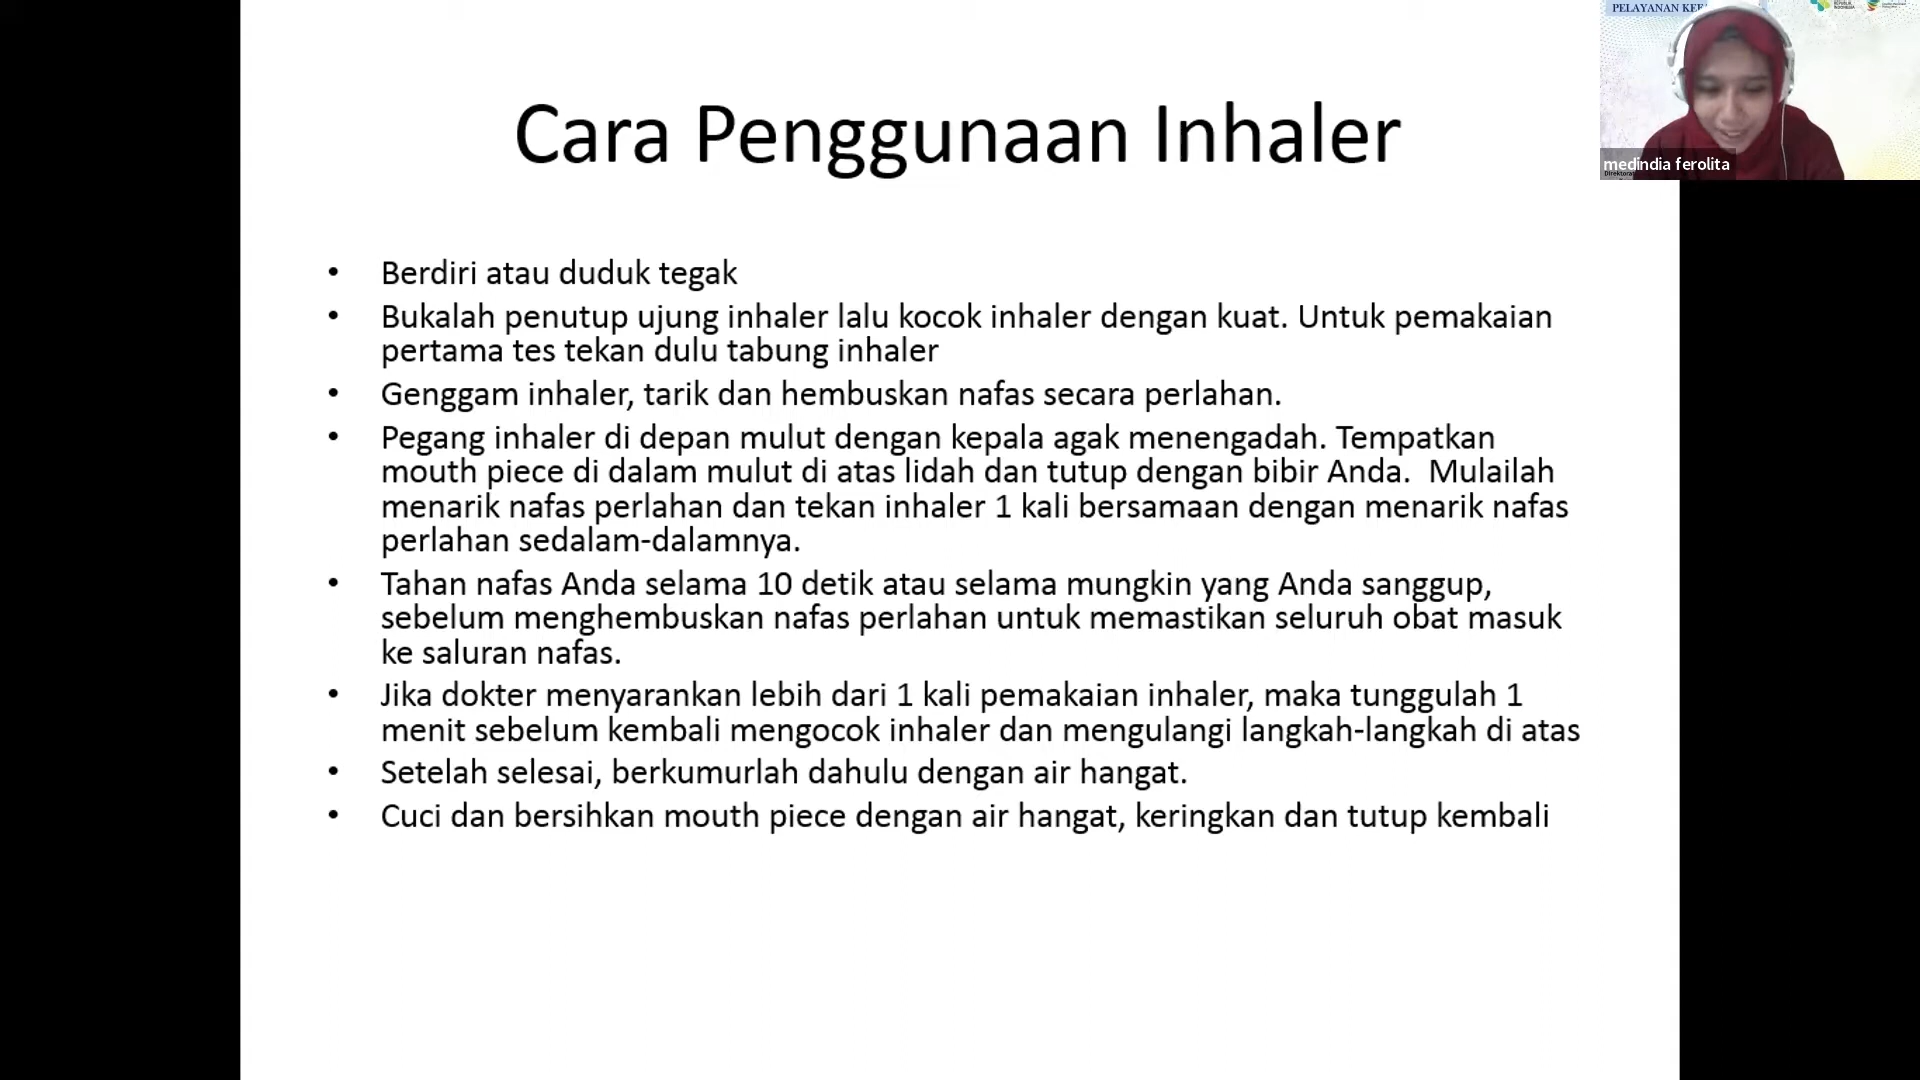 Cara Penggunaan Inhaler
• Berdiri atau duduk tegak
• Bukalah penutup ujung inhaler lalu kocok inhaler dengan kuat. Untuk pemakaian
pertama tes tekan dulu tabung inhaler
• Genggam inhaler, tarik dan hembuskan nafas secara perlahan.
• Pegang inhaler di depan mulut dengan kepala agak menengadah. Tempatkan
mouth piece di dalam mulut di atas lidah dan tutup dengan bibir Anda.  Mulailah
menarik nafas perlahan dan tekan inhaler 1 kali bersamaan dengan menarik nafas
perlahan sedalam-dalamnya.
• Tahan nafas Anda selama 10 detik atau selama mungkin yang Anda sanggup,
sebelum menghembuskan nafas perlahan untuk memastikan seluruh obat masuk
ke saluran nafas.
• Jika dokter menyarankan lebih dari 1 kali pemakaian inhaler, maka tunggulah 1
menit sebelum kembali mengocok inhaler dan mengulangi langkah-langkah di atas
• Setelah selesai, berkumurlah dahulu dengan air hangat.
• Cuci dan bersihkan mouth piece dengan air hangat, keringkan dan tutup kembali
PELAYANAN
medindia ferolita